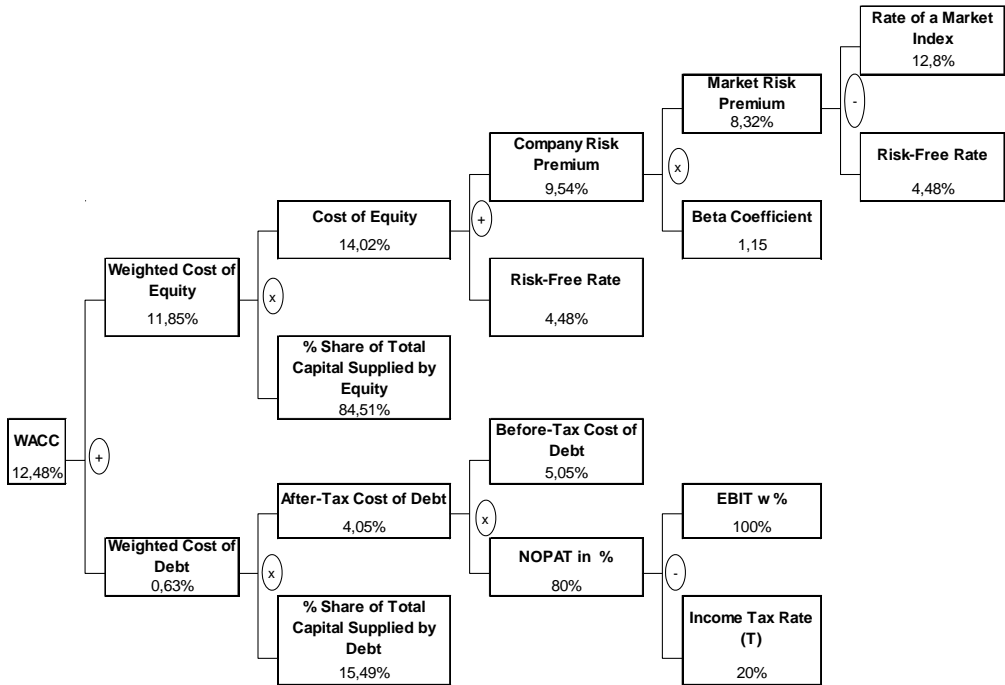 Rate of a Market
Index
12,8%
Market Risk
Premium
8,32%
-
Company Risk
Premium
9,54%
x
Risk-Free Rate
4,48%
Cost of Equity
14,02%
+
Beta Coefficient
1,15
Weighted Cost of
Equity
11,85%
x
Risk-Free Rate
4,48%
% Share of Total
Capital Supplied by
Equity
84,51%
WACC
12,48%
+
Before-Tax Cost of
Debt
5,05%
After-Tax Cost of Debt
4,05%
x
EBIT w %
100%
Weighted Cost of
Debt
0,63%
x
NOPAT in %
80%
-
% Share of Total
Capital Supplied by
Debt
15,49%
Income Tax Rate
(T)
20%